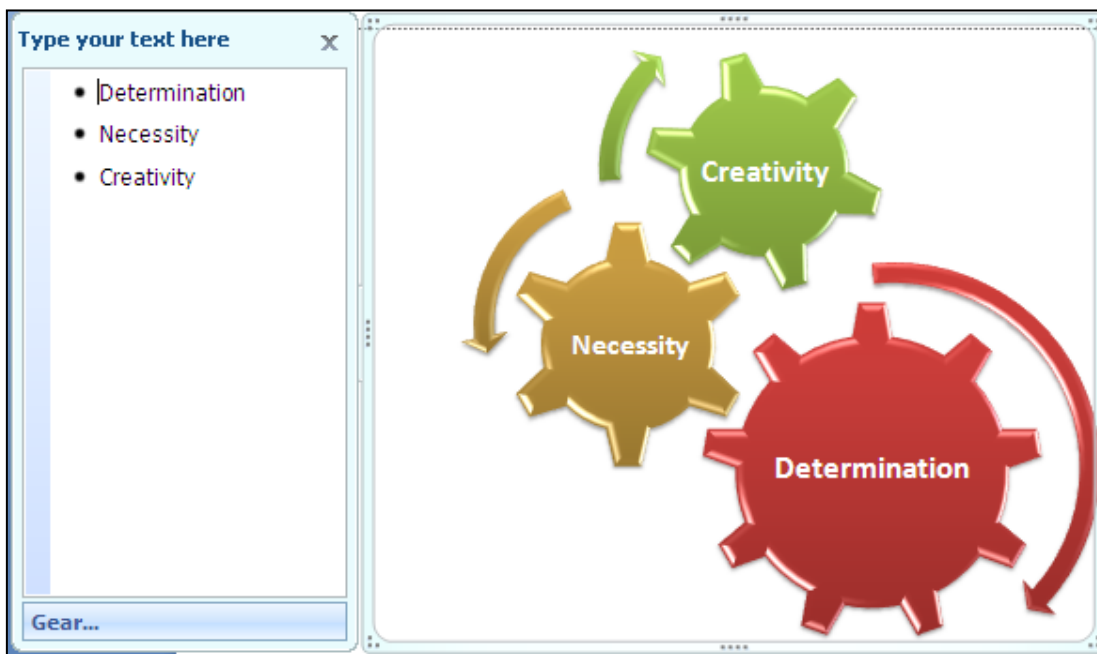 Type your text here
x
• Determination
• Necessity
• Creativity
Gear...
Creativity
Necessity
Determination